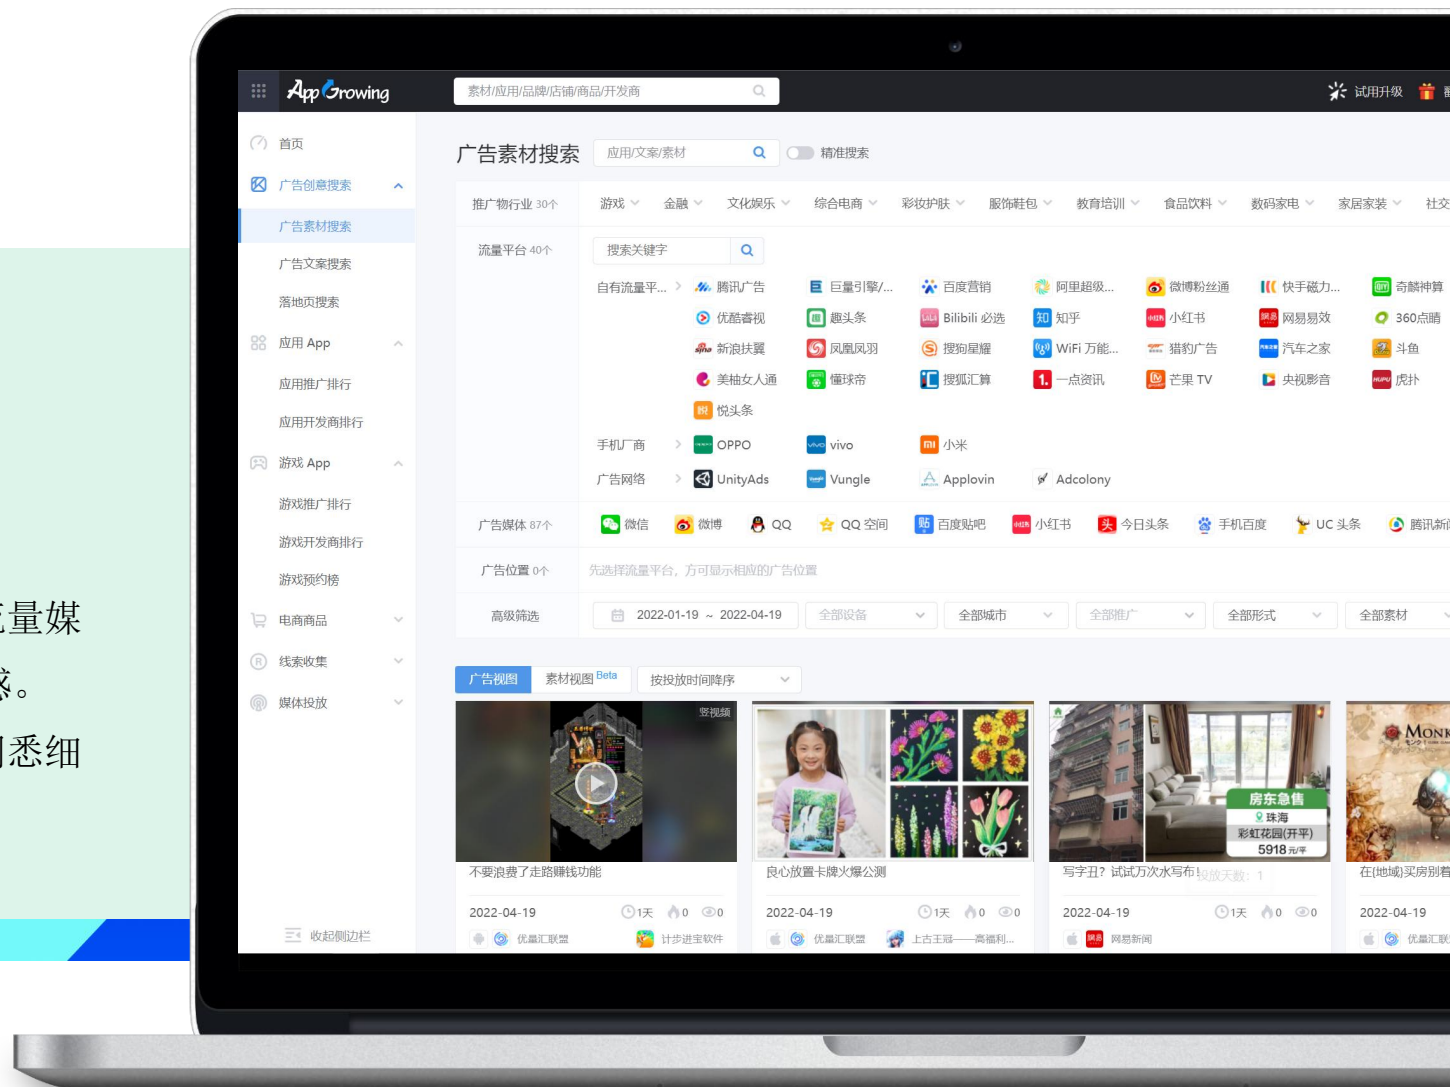 App Growing
素材/应用/品牌/店铺/商品/开发商
试用升级
首页
广告创意搜索
广告素材搜索
广告文案搜索
落地页搜索
应用 App
应用推广排行
应用开发商排行
游戏 App
游戏推广排行
游戏开发商排行
游戏预约榜
电商商品
线索收集
媒体投放
收起侧边栏
量媒
。
悉细
广告素材搜索 应用/文案/素材 精准搜索
推广物行业 30个 游戏 金融 文化娱乐 综合电商 彩妆护肤 服饰鞋包 教育培训 食品饮料 数码家电 家居家装 社交
流量平台 40个 搜索关键字
自有流量平... 腾讯广告 巨量引擎/... 百度营销 阿里超级... 微博粉丝通 快手磁力... 奇麟神算
优酷睿视 趣头条 Bilibili 必选 知乎 小红书 网易易效 360点睛
新浪扶翼 凤凰凤羽 搜狗星耀 WiFi 万能... 猎豹广告 汽车之家 斗鱼
美柚女人通 懂球帝 搜狐汇算 一点资讯 芒果 TV 央视影音 虎扑
悦头条
手机厂商 OPPO vivo 小米
广告网络 UnityAds Vungle Applovin Adcolony
广告媒体 87个 微信 微博 QQ QQ 空间 百度贴吧 小红书 今日头条 手机百度 UC 头条 腾讯新
广告位置 0个 先选择流量平台，方可显示相应的广告位置
高级筛选 2022-01-19 ~ 2022-04-19 全部设备 全部城市 全部推广 全部形式 全部素材
广告视图 素材视图 Beta 按投放时间降序
竖视频
不要浪费了走路赚钱功能
2022-04-19 1天 0 0
优量汇联盟 计步进宝软件
良心放置卡牌火爆公测
2022-04-19 1天 0 0
优量汇联盟 上古王冠——高福利...
房东急售
珠海
彩虹花园(开平)
5918 元/平
写字丑？试试万次水写布！
投放天数：1
2022-04-19 1天 0 0
网易新闻
MONK
在{地域}买房别着
2022-04-19
优量汇联